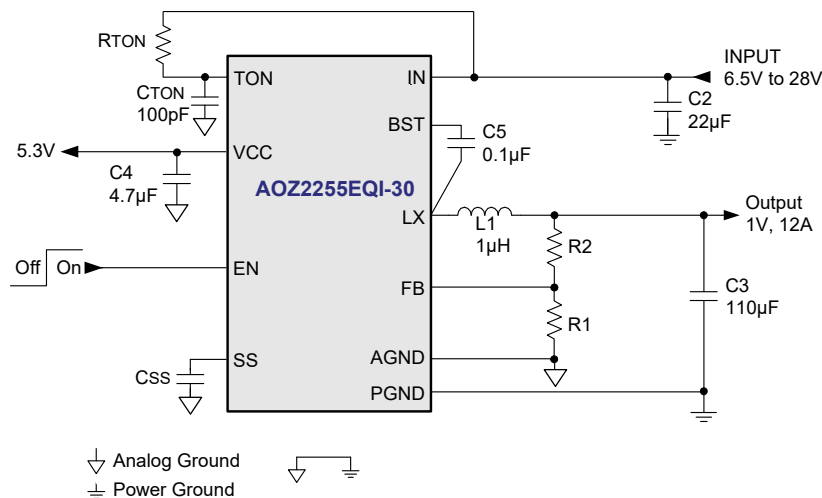 RTON
TON
IN
INPUT
6.5V to 28V
CTON
100pF
C2
22µF
BST
C5
0.1µF
5.3V
C4
4.7µF
VCC
AOZ2255EQI-30
LX
L1
1µH
Output
1V, 12A
R2
Off
On
EN
FB
C3
110µF
R1
SS
CSS
AGND
PGND
Analog Ground
Power Ground